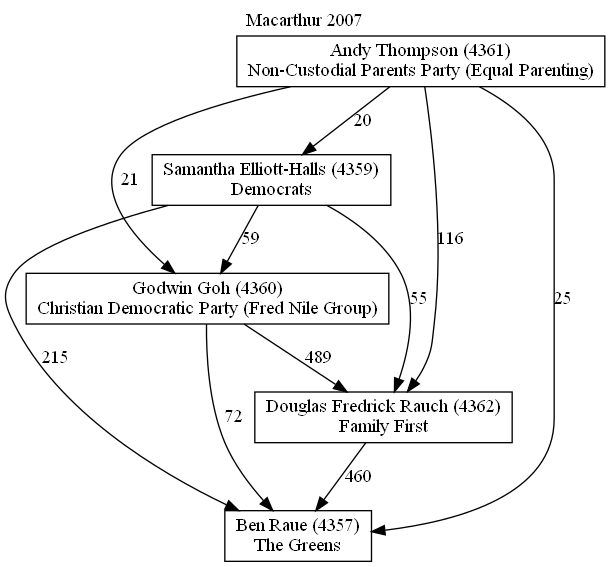 Macarthur 2007
Andy Thompson (4361)
Non-Custodial Parents Party (Equal Parenting)
20
21
Samantha Elliott-Halls (4359)
Democrats
59
116
55
25
Godwin Goh (4360)
Christian Democratic Party (Fred Nile Group)
215
489
Douglas Fredrick Rauch (4362)
Family First
72
460
Ben Raue (4357)
The Greens